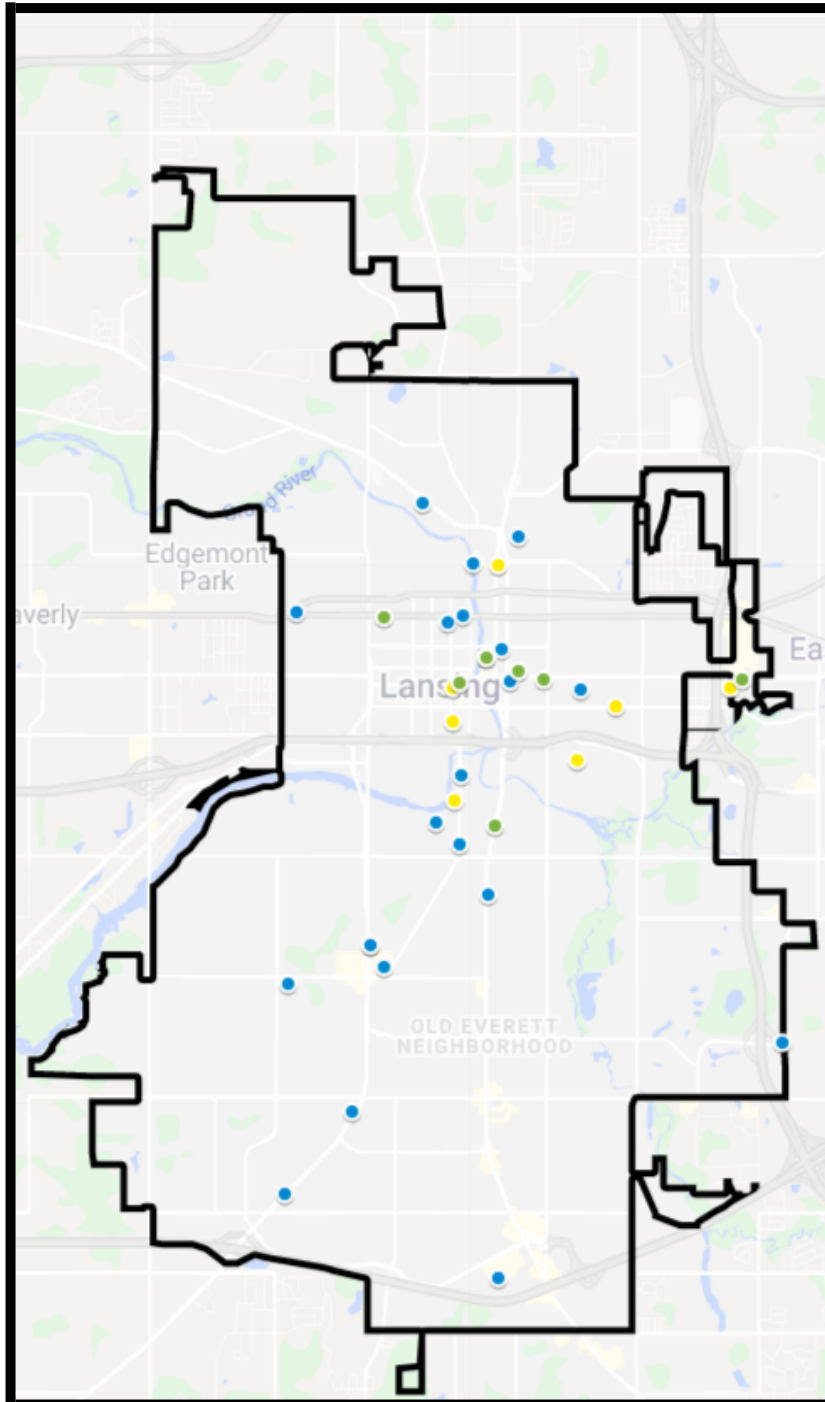 Grand River
Edgemont
Park
averly
Ea
Lansing
OLD EVERETT
NEIGHBORHOOD